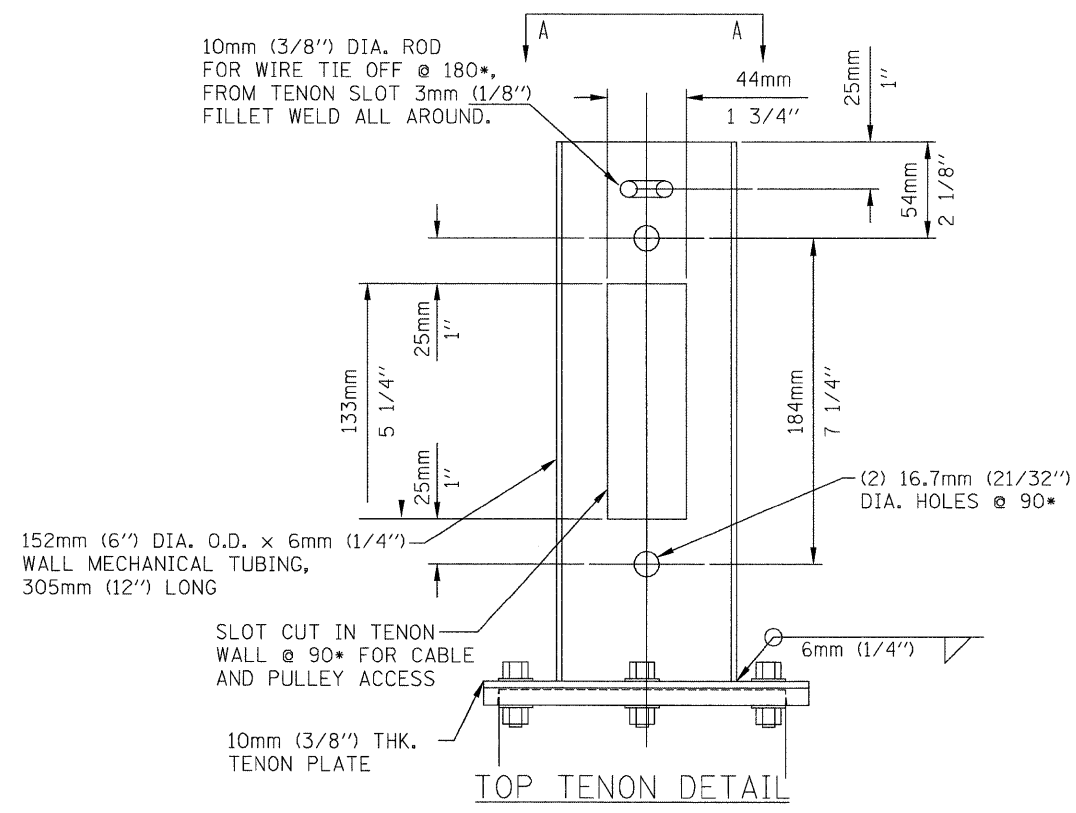 A A
10mm (3/8") DIA. ROD
FOR WIRE TIE OFF @ 180*,
FROM TENON SLOT 3mm (1/8")
FILLET WELD ALL AROUND.
44mm
1 3/4"
25mm
1"
54mm
2 1/8"
25mm
1"
133mm
5 1/4"
25mm
1"
184mm
7 1/4"
(2) 16.7mm (21/32")
DIA. HOLES @ 90*
152mm (6") DIA. O.D. x 6mm (1/4")
WALL MECHANICAL TUBING,
305mm (12") LONG
SLOT CUT IN TENON
WALL @ 90* FOR CABLE
AND PULLEY ACCESS
6mm (1/4")
10mm (3/8") THK.
TENON PLATE
TOP TENON DETAIL